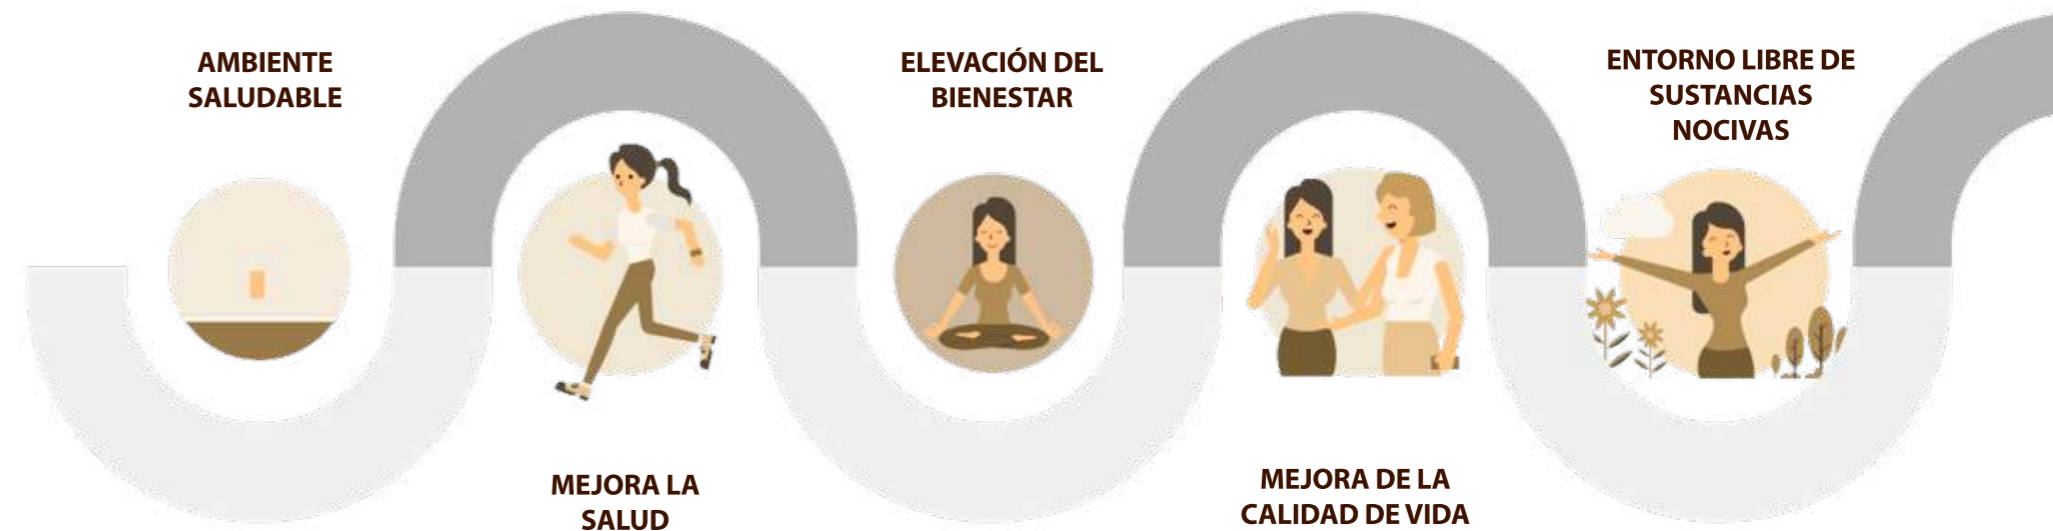 AMBIENTE
SALUDABLE
MEJORA LA
SALUD
ELEVACIÓN DEL
BIENESTAR
MEJORA DE LA
CALIDAD DE VIDA
ENTORNO LIBRE DE
SUSTANCIAS
NOCIVAS